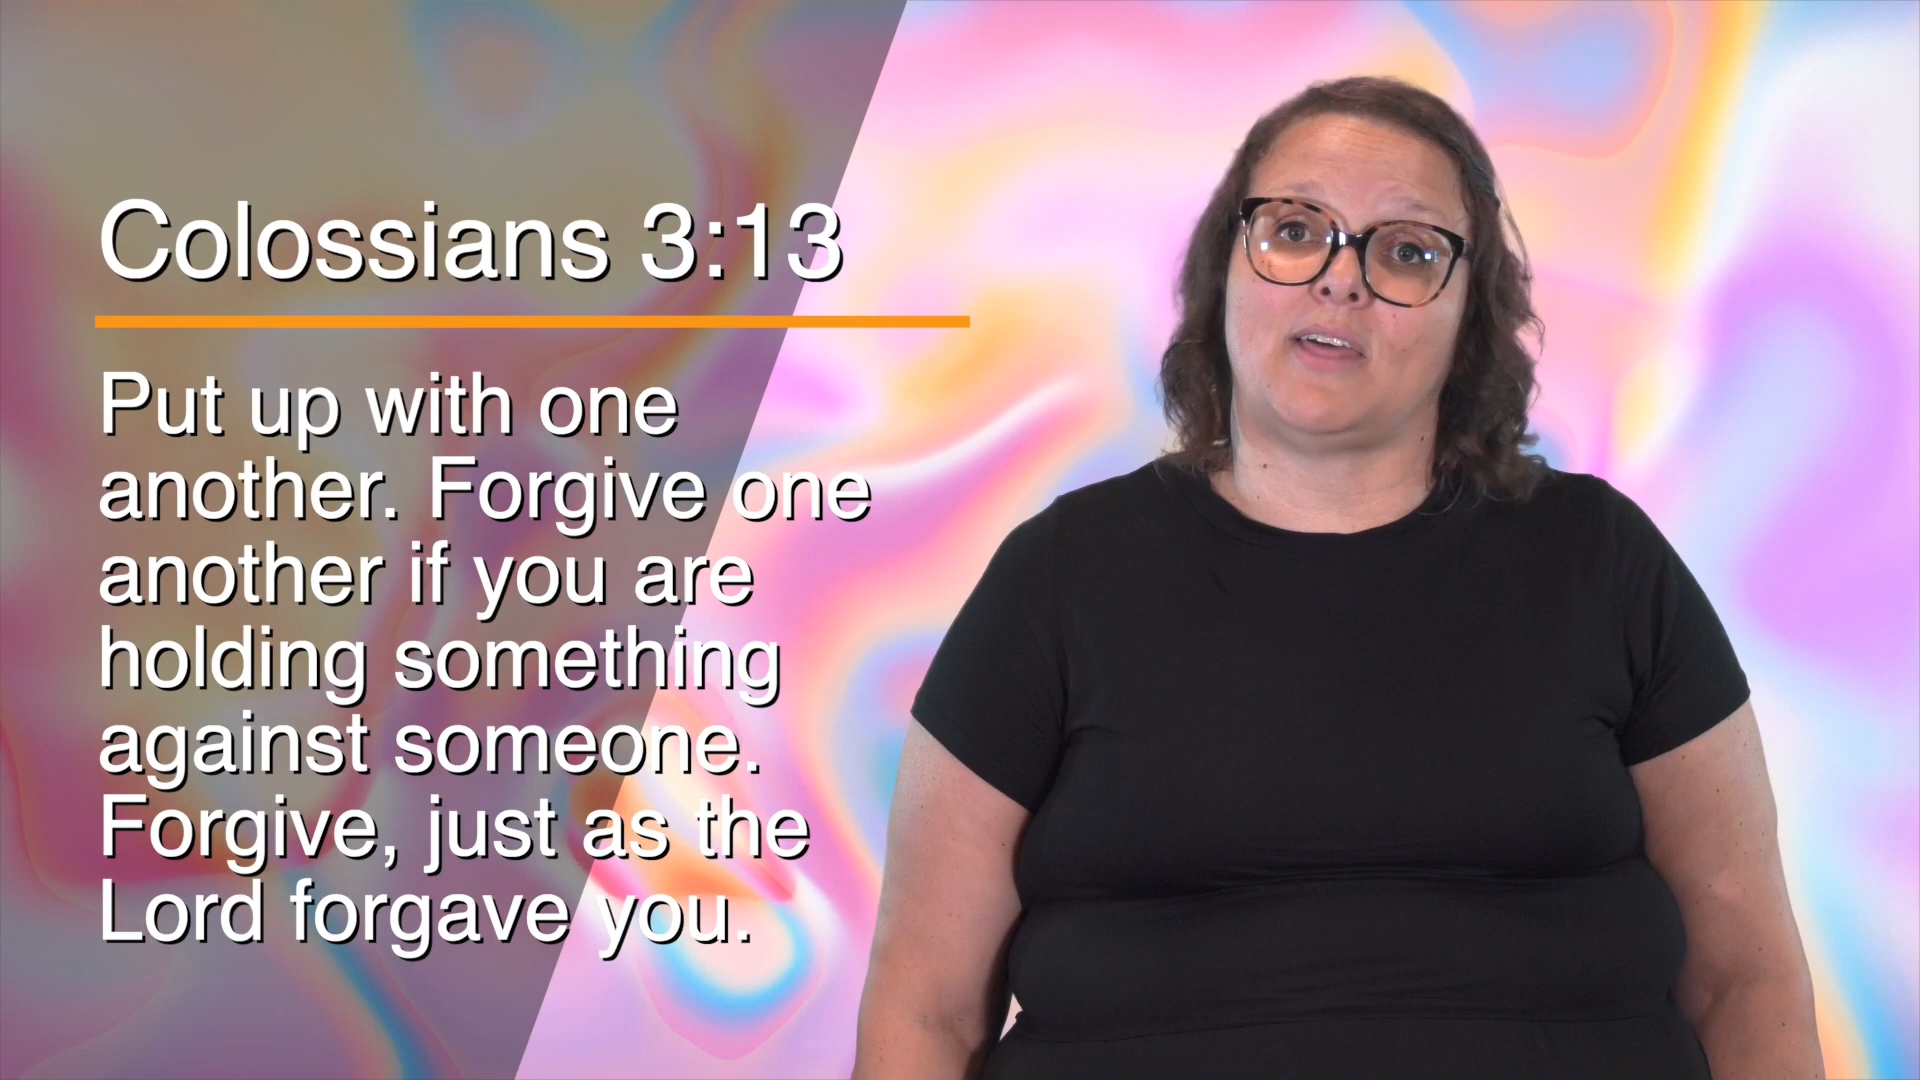 Colossians 3:13
Put up with one
another. Forgive one
another if you are
holding something
against someone.
Forgive, just as the
Lord forgave you.